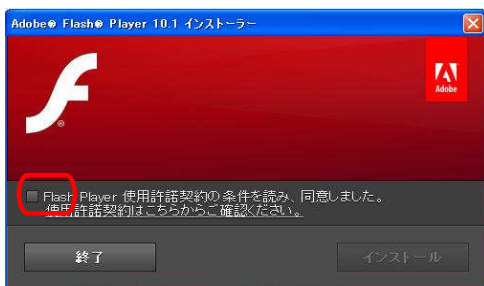 Adobe® Flash® Player 10.1 インストーラー
Adobe
Flash Player 使用許諾契約の条件を読み、同意しました。
使用許諾契約はこちらからご確認ください。
終了
インストール